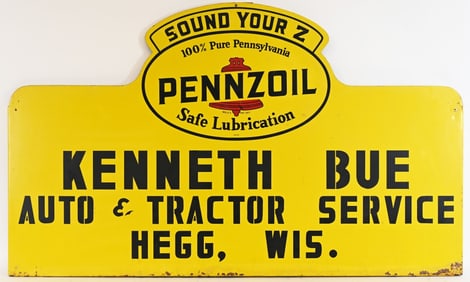 SOUND YOUR Z
100% Pure Pennsylvania
PENNZOIL
Safe Lubrication
KENNETH BUE
AUTO & TRACTOR SERVICE
HEGG, WIS.